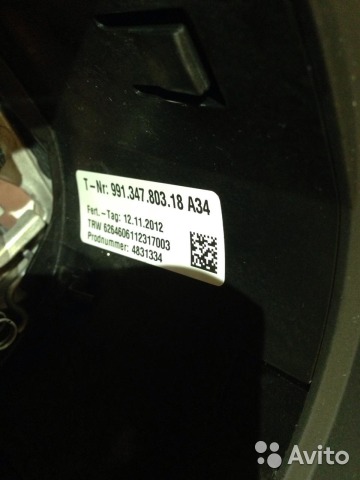 T-Nr: 991.347.803.18 A34
Fert.-Tag: 12.11.2012
TRW 6264606112317003
Prodnummer: 4831334
Avito